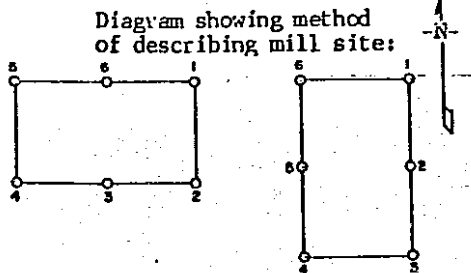 Diagram showing method
of describing mill site:
-N-
5 6 1
4 3 2
6 1
5 2
4 3